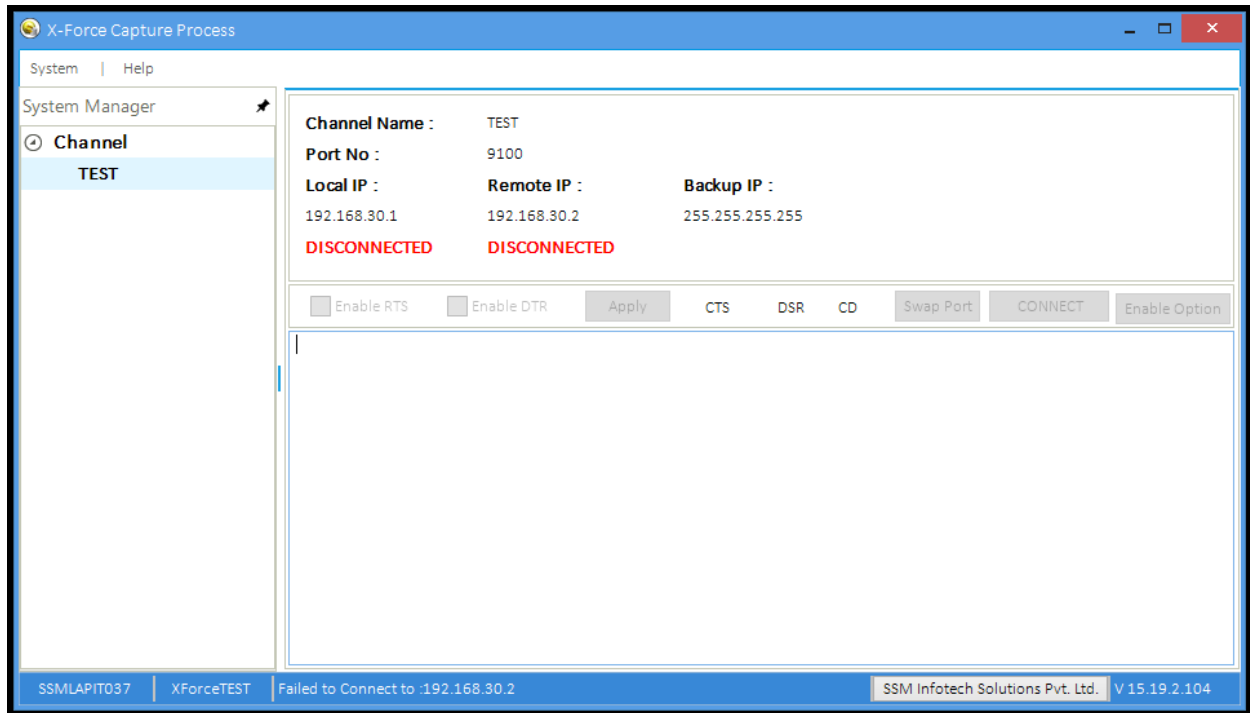 X-Force Capture Process
System | Help
System Manager
Channel
TEST
Channel Name : TEST
Port No : 9100
Local IP : Remote IP : Backup IP :
192.168.30.1 192.168.30.2 255.255.255.255
DISCONNECTED DISCONNECTED
Enable RTS Enable DTR Apply CTS DSR CD Swap Port CONNECT Enable Option
SSMLAPIT037 XForceTEST Failed to Connect to :192.168.30.2 SSM Infotech Solutions Pvt. Ltd. V 15.19.2.104